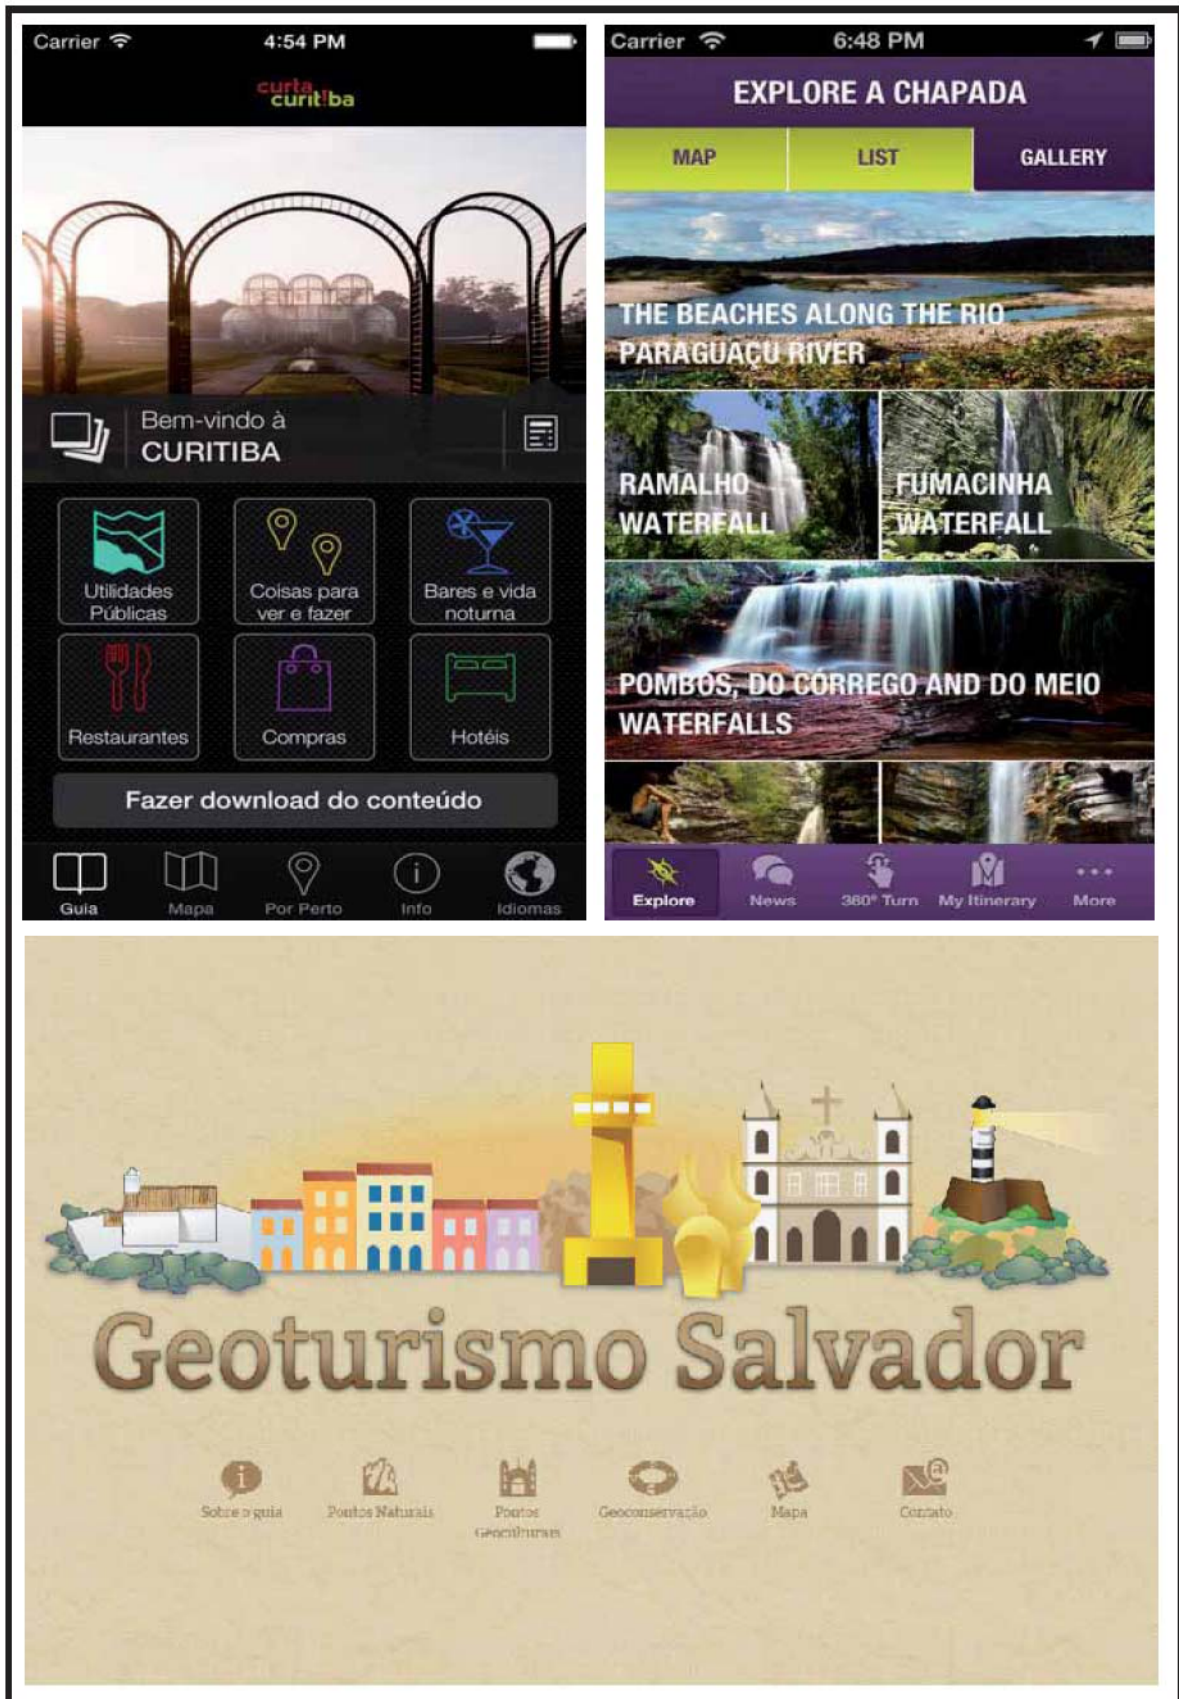 Carrier 4:54 PM
curta
curit!ba
Bem-vindo à
CURITIBA
Utilidades
Públicas
Coisas para
ver e fazer
Bares e vida
noturna
Restaurantes
Compras
Hotéis
Fazer download do conteúdo
Guia
Mapa
Por Perto
Info
Idiomas
Carrier 6:48 PM
EXPLORE A CHAPADA
MAP
LIST
GALLERY
THE BEACHES ALONG THE RIO
PARAGUAÇU RIVER
RAMALHO
WATERFALL
FUMACINHA
WATERFALL
POMBOS, DO CÓRREGO AND DO MEIO
WATERFALLS
Explore
News
360° Turn
My Itinerary
More
Geoturismo Salvador
Sobre o guia
Pontos Naturais
Pontos
Geoculturais
Geoconservação
Mapa
Contato